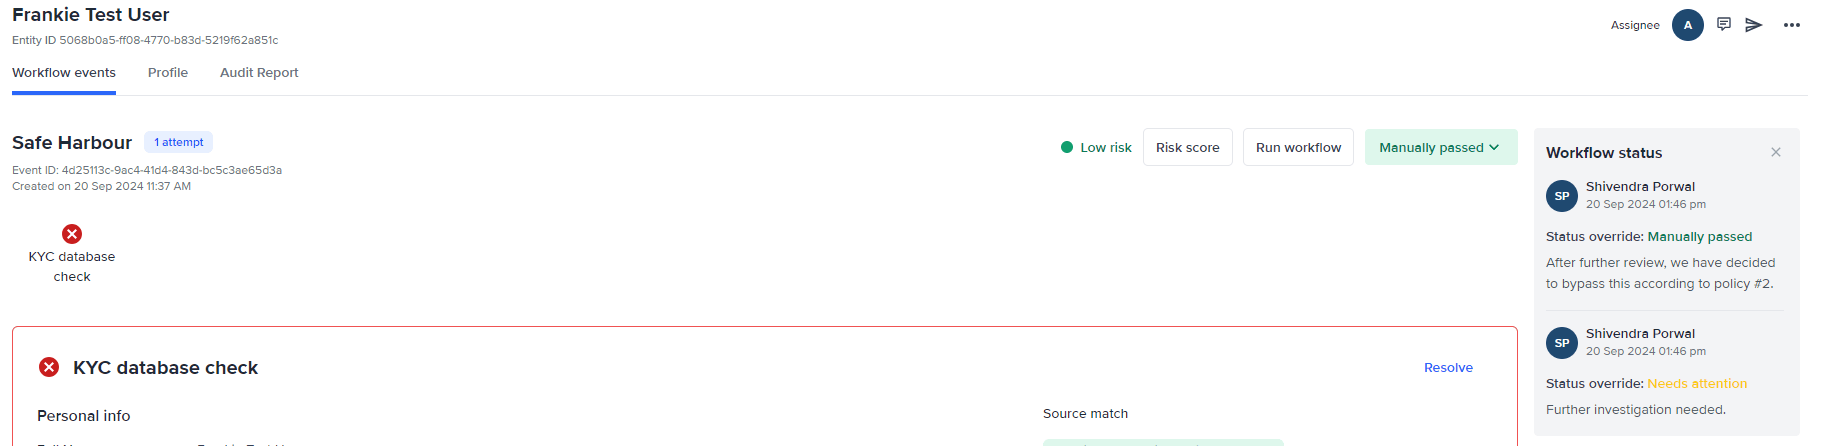 Frankie Test User
Entity ID 5068b0a5-ff08-4770-b83d-5219f62a851c
Assignee
A
Workflow events
Profile
Audit Report
Safe Harbour
1 attempt
Event ID: 4d25113c-9ac4-41d4-843d-bc5c3ae65d3a
Created on 20 Sep 2024 11:37 AM
Low risk
Risk score
Run workflow
Manually passed
KYC database
check
KYC database check
Resolve
Personal info
Source match
Workflow status
SP
Shivendra Porwal
20 Sep 2024 01:46 pm
Status override: Manually passed
After further review, we have decided
to bypass this according to policy #2.
SP
Shivendra Porwal
20 Sep 2024 01:46 pm
Status override: Needs attention
Further investigation needed.